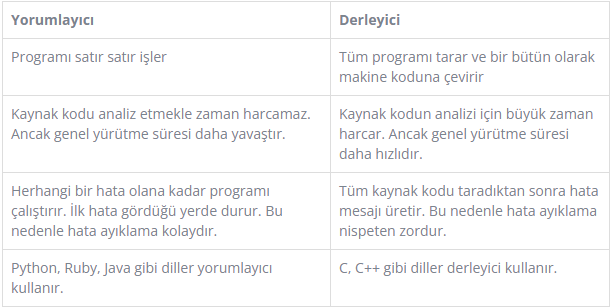 Yorumlayıcı
Derleyici
Programı satır satır işler
Tüm programı tarar ve bir bütün olarak
makine koduna çevirir
Kaynak kodu analiz etmekle zaman harcamaz.
Ancak genel yürütme süresi daha yavaştır.
Kaynak kodun analizi için büyük zaman
harcar. Ancak genel yürütme süresi
daha hızlıdır.
Herhangi bir hata olana kadar programı
çalıştırır. İlk hata gördüğü yerde durur. Bu
nedenle hata ayıklama kolaydır.
Tüm kaynak kodu taradıktan sonra hata
mesajı üretir. Bu nedenle hata ayıklama
nispeten zordur.
Python, Ruby, Java gibi diller yorumlayıcı
kullanır.
C, C++ gibi diller derleyici kullanır.